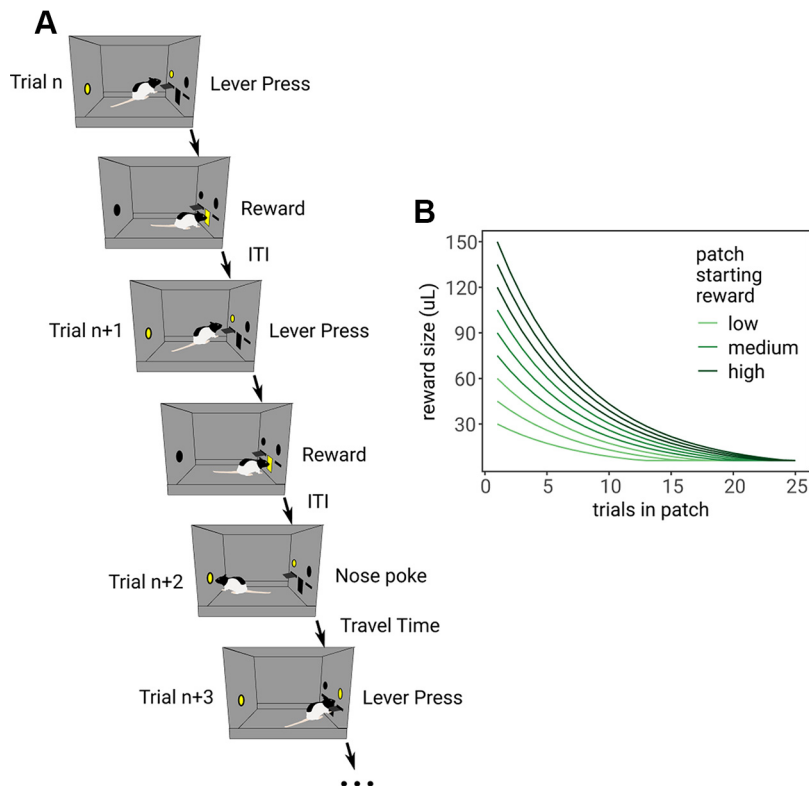 A
Trial n
Lever Press
Reward
ITI
Trial n+1
Lever Press
Reward
ITI
Trial n+2
Nose poke
Travel Time
Trial n+3
Lever Press
...
B
150
120
90
60
30
reward size (uL)
patch
starting
reward
low
medium
high
0 5 10 15 20 25
trials in patch